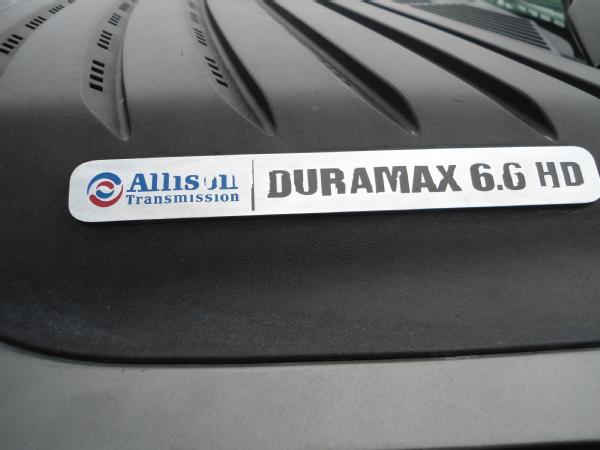 Allison
Transmission
DURAMAX 6.6 HD